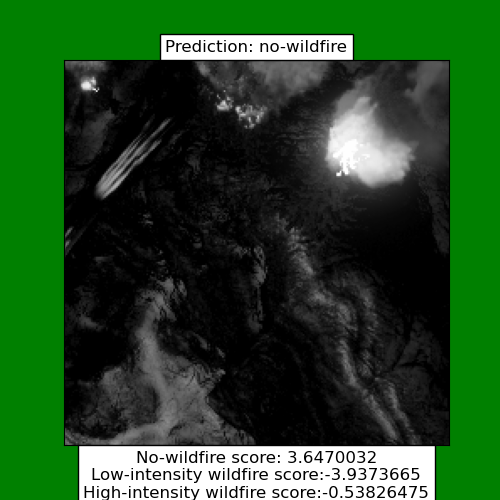 Prediction: no-wildfire
No-wildfire score: 3.6470032
Low-intensity wildfire score:-3.9373665
High-intensity wildfire score:-0.53826475